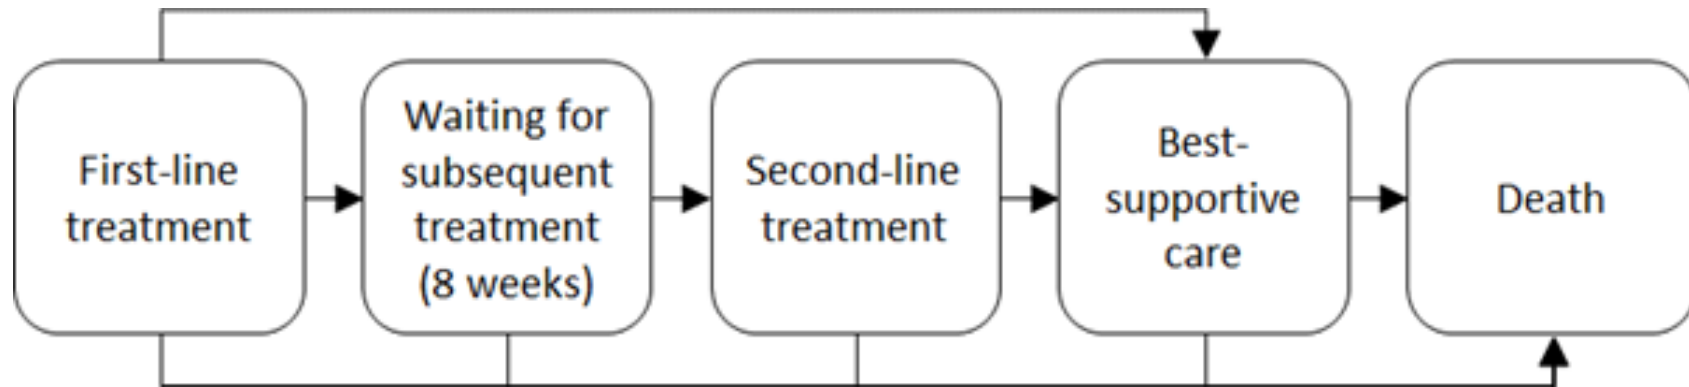 First-line
treatment
Waiting for
subsequent
treatment
(8 weeks)
Second-line
treatment
Best-
supportive
care
Death